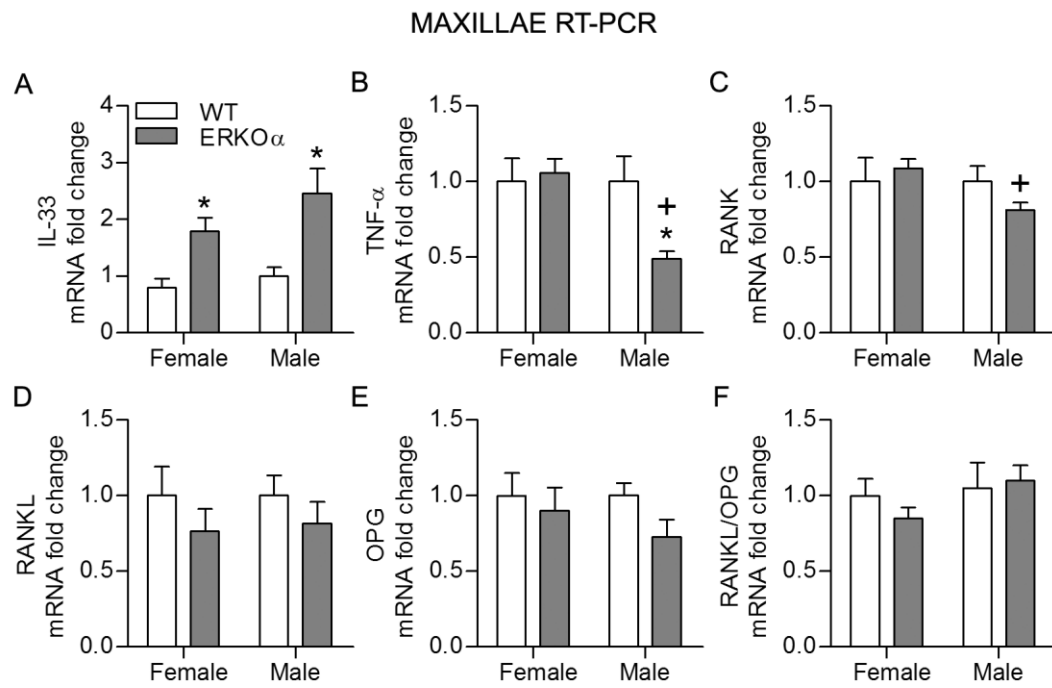 MAXILLAE RT-PCR
A
IL-33
mRNA fold change
4
3
2
1
0
WT
ERKOα
*
*
Female
Male
B
TNF-α
mRNA fold change
1.5
1.0
0.5
0.0
+
*
Female
Male
C
RANK
mRNA fold change
1.5
1.0
0.5
0.0
+
Female
Male
D
RANKL
mRNA fold change
1.5
1.0
0.5
0.0
Female
Male
E
OPG
mRNA fold change
1.5
1.0
0.5
0.0
Female
Male
F
RANKL/OPG
mRNA fold change
1.5
1.0
0.5
0.0
Female
Male